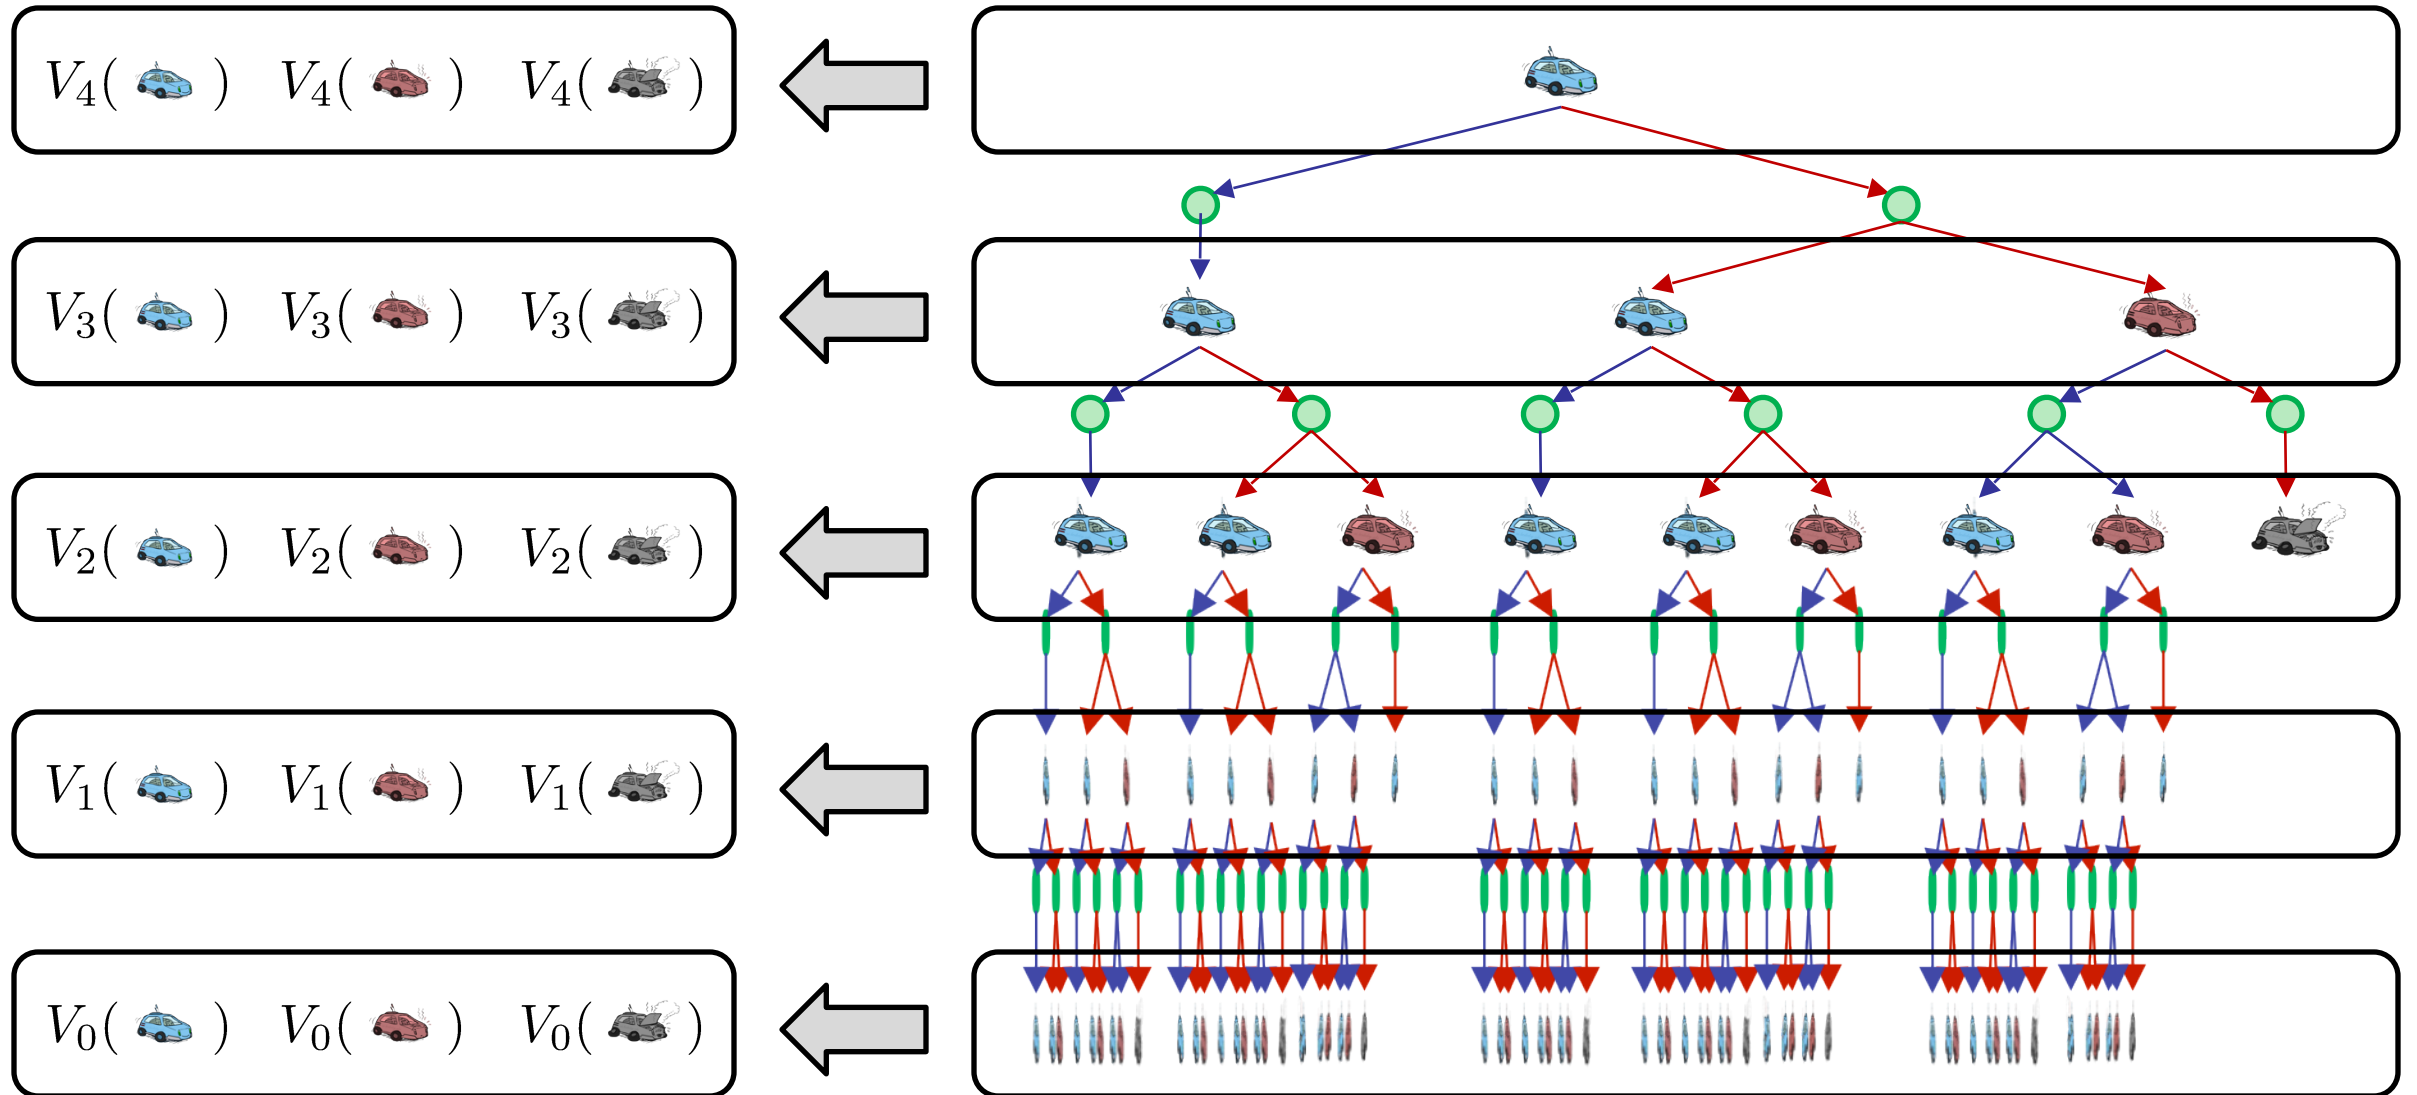 V₄( ) V₄( ) V₄( )
V₃( ) V₃( ) V₃( )
V₂( ) V₂( ) V₂( )
V₁( ) V₁( ) V₁( )
V₀( ) V₀( ) V₀( )